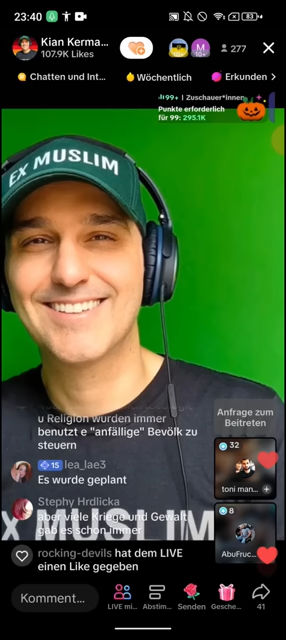 23:40
Kian Kerma...
107.9K Likes
277
Chatten und Int...
Wöchentlich
Erkunden
99+ | Zuschauer*innen
Punkte erforderlich
für 99: 295.1K
EX MUSLIM
u Religion wurden immer
benutzt e "anfällige" Bevölk zu
steuern
15 lea_lae3
Es wurde geplant
Stephy Hrdlicka
aber viele Kriege und Gewalt
gab es schon immer
X MUSLIM
rocking-devils hat dem LIVE
einen Like gegeben
Anfrage zum
Beitreten
32
toni man...
8
AbuFruc...
Komment...
LIVE mi...
Abstim...
Senden
Gesche...
41